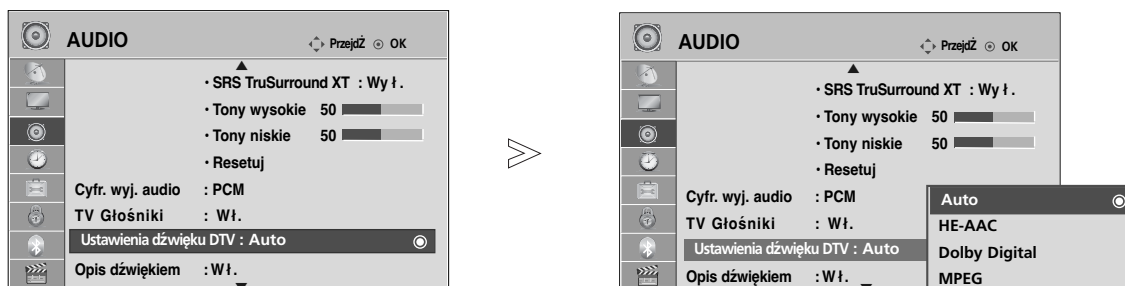 AUDIO
PrzejdŹ OK
• SRS TruSurround XT : Wy ł .
• Tony wysokie 50
• Tony niskie 50
• Resetuj
Cyfr. wyj. audio : PCM
TV Głośniki : Wł.
Ustawienia dźwięku DTV : Auto
Opis dźwiękiem : Wł.
AUDIO
PrzejdŹ OK
• SRS TruSurround XT : Wy ł .
• Tony wysokie 50
• Tony niskie 50
• Resetuj
Cyfr. wyj. audio : PCM
TV Głośniki : Wł.
Ustawienia dźwięku DTV : Auto
Opis dźwiękiem : Wł.
Auto
HE-AAC
Dolby Digital
MPEG